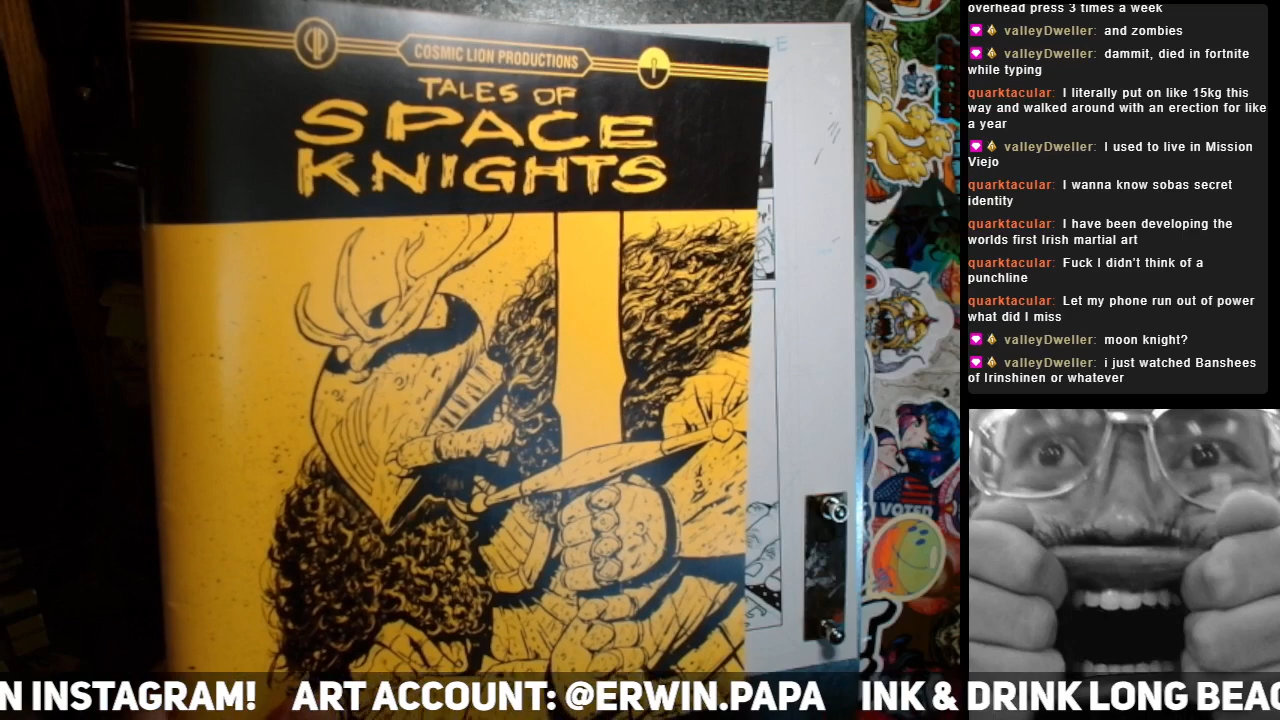 COSMIC LION PRODUCTIONS
TALES OF
SPACE
KNIGHTS
VOTED
overhead press 3 times a week
valleyDweller: and zombies
valleyDweller: dammit, died in fortnite
while typing
quarktacular: I literally put on like 15kg this
way and walked around with an erection for like
a year
valleyDweller: I used to live in Mission
Viejo
quarktacular: I wanna know sobas secret
identity
quarktacular: I have been developing the
worlds first Irish martial art
quarktacular: Fuck I didn't think of a
punchline
quarktacular: Let my phone run out of power
what did I miss
valleyDweller: moon knight?
valleyDweller: i just watched Banshees
of Irinshinen or whatever
N INSTAGRAM! ART ACCOUNT: @ERWIN.PAPA INK & DRINK LONG BEAC